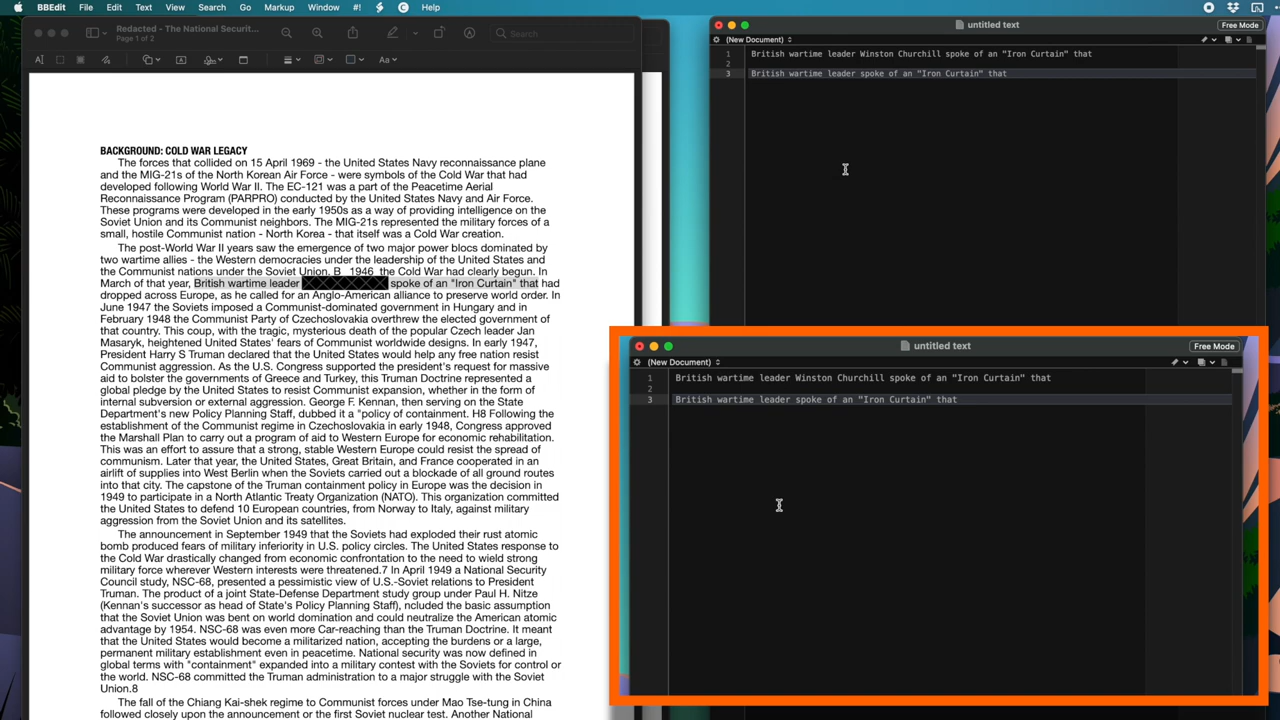 BBEdit File Edit Text View Search Go Markup Window #! Help
Redacted - The National Securit...
Page 1 of 2
Search
Aa
BACKGROUND: COLD WAR LEGACY
The forces that collided on 15 April 1969 - the United States Navy reconnaissance plane
and the MIG-21s of the North Korean Air Force - were symbols of the Cold War that had
developed following World War II. The EC-121 was a part of the Peacetime Aerial
Reconnaissance Program (PARPRO) conducted by the United States Navy and Air Force.
These programs were developed in the early 1950s as a way of providing intelligence on the
Soviet Union and its Communist neighbors. The MIG-21s represented the military forces of a
small, hostile Communist nation - North Korea - that itself was a Cold War creation.
The post-World War II years saw the emergence of two major power blocs dominated by
two wartime allies - the Western democracies under the leadership of the United States and
the Communist nations under the Soviet Union. B 1946 the Cold War had clearly begun. In
March of that year, British wartime leader spoke of an "Iron Curtain" that had
dropped across Europe, as he called for an Anglo-American alliance to preserve world order. In
June 1947 the Soviets imposed a Communist-dominated government in Hungary and in
February 1948 the Communist Party of Czechoslovakia overthrew the elected government of
that country. This coup, with the tragic, mysterious death of the popular Czech leader Jan
Masaryk, heightened United States' fears of Communist worldwide designs. In early 1947,
President Harry S Truman declared that the United States would help any free nation resist
Communist aggression. As the U.S. Congress supported the president's request for massive
aid to bolster the governments of Greece and Turkey, this Truman Doctrine represented a
global pledge by the United States to resist Communist expansion, whether in the form of
internal subversion or external aggression. George F. Kennan, then serving on the State
Department's new Policy Planning Staff, dubbed it a "policy of containment. H8 Following the
establishment of the Communist regime in Czechoslovakia in early 1948, Congress approved
the Marshall Plan to carry out a program of aid to Western Europe for economic rehabilitation.
This was an effort to assure that a strong, stable Western Europe could resist the spread of
communism. Later that year, the United States, Great Britain, and France cooperated in an
airlift of supplies into West Berlin when the Soviets carried out a blockade of all ground routes
into that city. The capstone of the Truman containment policy in Europe was the decision in
1949 to participate in a North Atlantic Treaty Organization (NATO). This organization committed
the United States to defend 10 European countries, from Norway to Italy, against military
aggression from the Soviet Union and its satellites.
The announcement in September 1949 that the Soviets had exploded their rust atomic
bomb produced fears of military inferiority in U.S. policy circles. The United States response to
the Cold War drastically changed from economic confrontation to the need to wield strong
military force wherever Western interests were threatened.7 In April 1949 a National Security
Council study, NSC-68, presented a pessimistic view of U.S.-Soviet relations to President
Truman. The product of a joint State-Defense Department study group under Paul H. Nitze
(Kennan's successor as head of State's Policy Planning Staff), ncluded the basic assumption
that the Soviet Union was bent on world domination and could neutralize the American atomic
advantage by 1954. NSC-68 was even more Car-reaching than the Truman Doctrine. It meant
that the United States would become a militarized nation, accepting the burdens or a large,
permanent military establishment even in peacetime. National security was now defined in
global terms with "containment" expanded into a military contest with the Soviets for control or
the world. NSC-68 committed the Truman administration to a major struggle with the Soviet
Union.8
The fall of the Chiang Kai-shek regime to Communist forces under Mao Tse-tung in China
followed closely upon the announcement or the first Soviet nuclear test. Another National
untitled text
Free Mode
(New Document)
1 British wartime leader Winston Churchill spoke of an "Iron Curtain" that
2
3 British wartime leader spoke of an "Iron Curtain" that
untitled text
Free Mode
(New Document)
1 British wartime leader Winston Churchill spoke of an "Iron Curtain" that
2
3 British wartime leader spoke of an "Iron Curtain" that